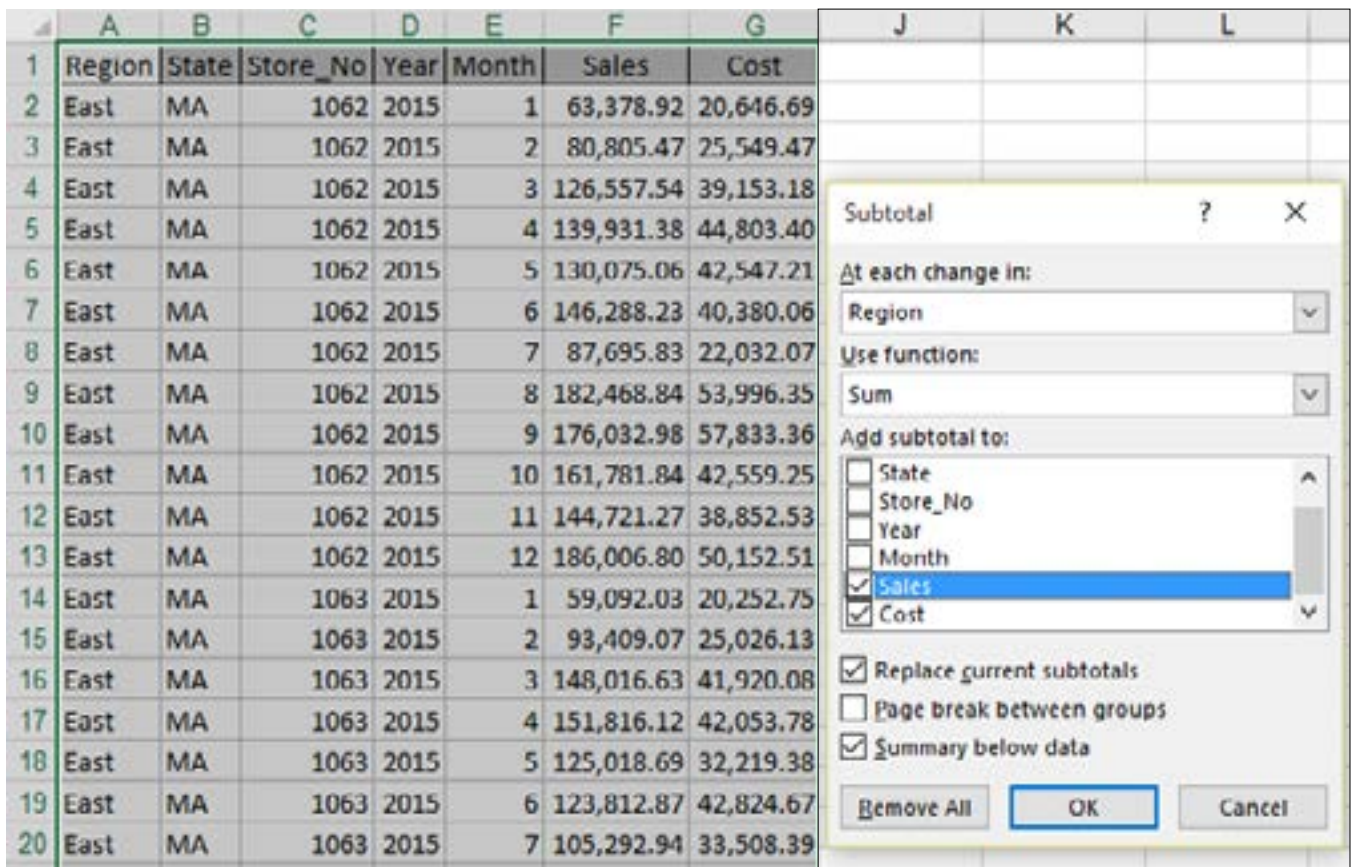 A B C D E F G J K L
1 Region State Store_No Year Month Sales Cost
2 East MA 1062 2015 1 63,378.92 20,646.69
3 East MA 1062 2015 2 80,805.47 25,549.47
4 East MA 1062 2015 3 126,557.54 39,153.18
5 East MA 1062 2015 4 139,931.38 44,803.40
6 East MA 1062 2015 5 130,075.06 42,547.21
7 East MA 1062 2015 6 146,288.23 40,380.06
8 East MA 1062 2015 7 87,695.83 22,032.07
9 East MA 1062 2015 8 182,468.84 53,996.35
10 East MA 1062 2015 9 176,032.98 57,833.36
11 East MA 1062 2015 10 161,781.84 42,559.25
12 East MA 1062 2015 11 144,721.27 38,852.53
13 East MA 1062 2015 12 186,006.80 50,152.51
14 East MA 1063 2015 1 59,092.03 20,252.75
15 East MA 1063 2015 2 93,409.07 25,026.13
16 East MA 1063 2015 3 148,016.63 41,920.08
17 East MA 1063 2015 4 151,816.12 42,053.78
18 East MA 1063 2015 5 125,018.69 32,219.38
19 East MA 1063 2015 6 123,812.87 42,824.67
20 East MA 1063 2015 7 105,292.94 33,508.39
Subtotal ? ×
At each change in:
Region
Use function:
Sum
Add subtotal to:
State
Store_No
Year
Month
Sales
Cost
Replace current subtotals
Page break between groups
Summary below data
Remove All OK Cancel